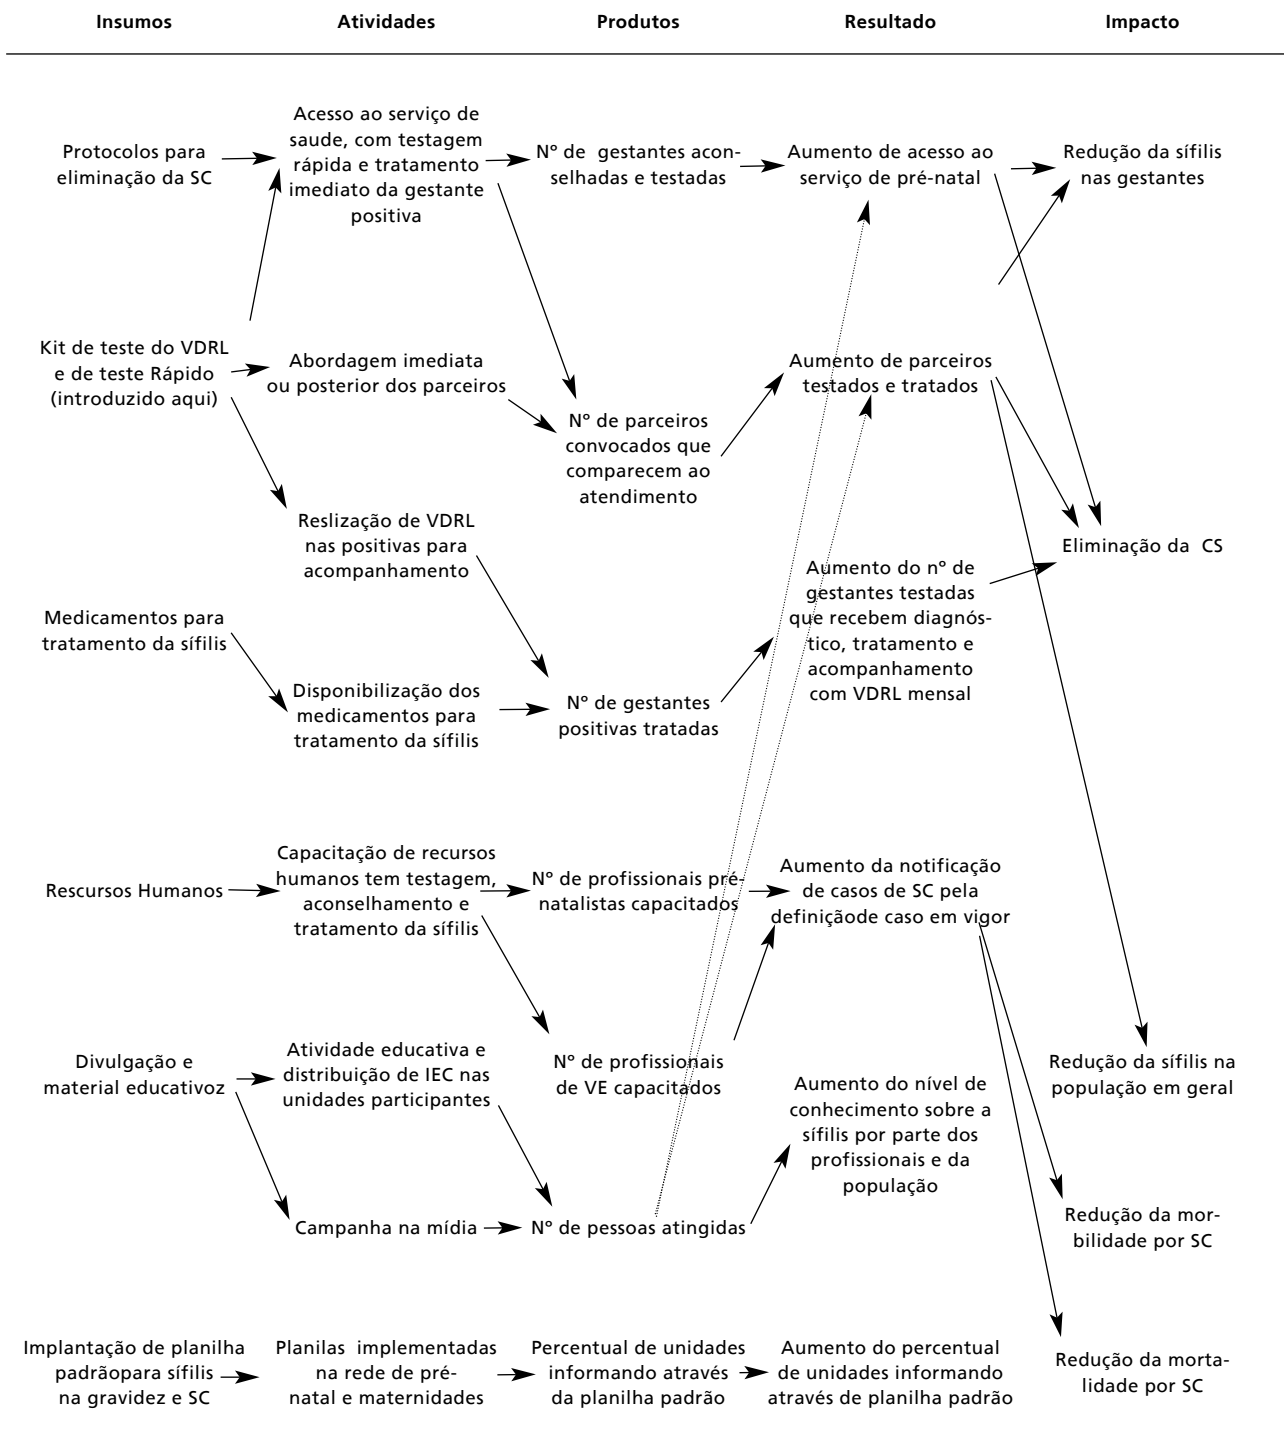 Insumos
Atividades
Produtos
Resultado
Impacto
Protocolos para
eliminação da SC
Acesso ao serviço de
saude, com testagem
rápida e tratamento
imediato da gestante
positiva
Nº de  gestantes acon-
selhadas e testadas
Aumento de acesso ao
serviço de pré-natal
Redução da sífilis
nas gestantes
Kit de teste do VDRL
e de teste Rápido
(introduzido aqui)
Abordagem imediata
ou posterior dos parceiros
Nº de parceiros
convocados que
comparecem ao
atendimento
Aumento de parceiros
testados e tratados
Reslização de VDRL
nas positivas para
acompanhamento
Eliminação da  CS
Medicamentos para
tratamento da sífilis
Disponibilização dos
medicamentos para
tratamento da sífilis
Nº de gestantes
positivas tratadas
Aumento do nº de
gestantes testadas
que recebem diagnós-
tico, tratamento e
acompanhamento
com VDRL mensal
Rescursos Humanos
Capacitação de recursos
humanos tem testagem,
aconselhamento e
tratamento da sífilis
Nº de profissionais pré-
natalistas capacitados
Aumento da notificação
de casos de SC pela
definiçãode caso em vigor
Divulgação e
material educativoz
Atividade educativa e
distribuição de IEC nas
unidades participantes
Nº de profissionais
de VE capacitados
Aumento do nível de
conhecimento sobre a
sífilis por parte dos
profissionais e da
população
Redução da sífilis na
população em geral
Campanha na mídia
Nº de pessoas atingidas
Redução da mor-
bilidade por SC
Implantação de planilha
padrãopara sífilis
na gravidez e SC
Planilas  implementadas
na rede de pré-
natal e maternidades
Percentual de unidades
informando através
da planilha padrão
Aumento do percentual
de unidades informando
através de planilha padrão
Redução da morta-
lidade por SC